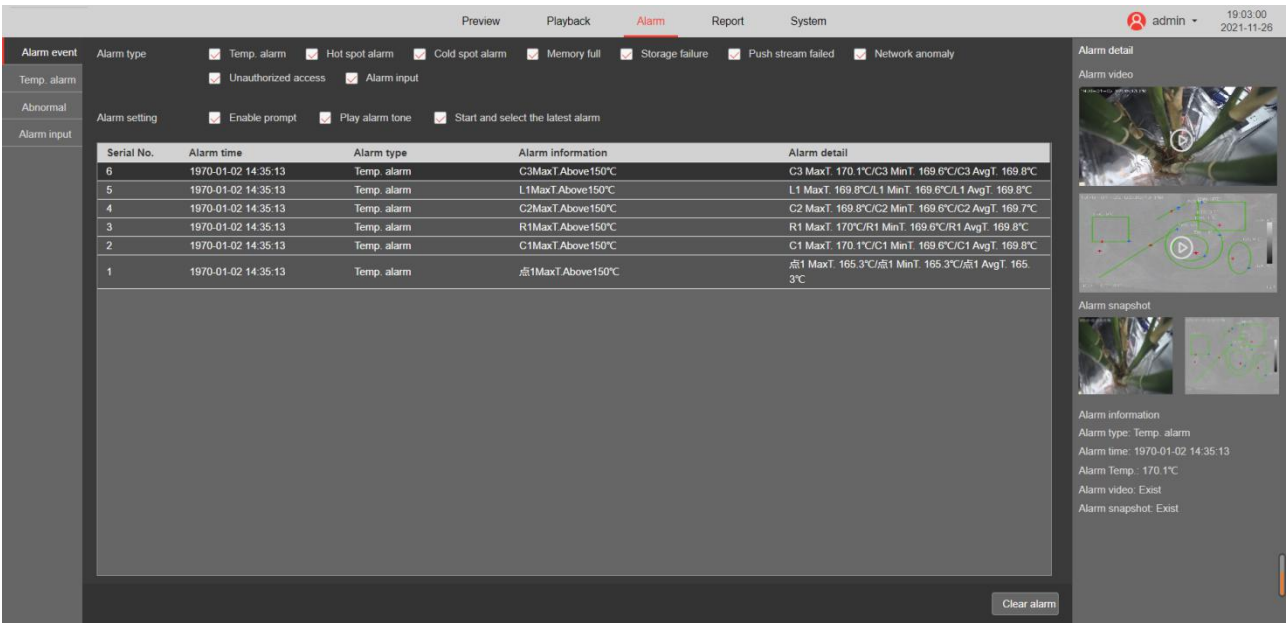 Preview Playback Alarm Report System admin 19:03:00
2021-11-26
Alarm event
Temp. alarm
Abnormal
Alarm input
Alarm type Temp. alarm Hot spot alarm Cold spot alarm Memory full Storage failure Push stream failed Network anomaly
Unauthorized access Alarm input
Alarm setting Enable prompt Play alarm tone Start and select the latest alarm
Serial No. Alarm time Alarm type Alarm information Alarm detail
6 1970-01-02 14:35:13 Temp. alarm C3MaxT.Above150℃ C3 MaxT. 170.1℃/C3 MinT. 169.6℃/C3 AvgT. 169.8℃
5 1970-01-02 14:35:13 Temp. alarm L1MaxT.Above150℃ L1 MaxT. 169.8℃/L1 MinT. 169.6℃/L1 AvgT. 169.8℃
4 1970-01-02 14:35:13 Temp. alarm C2MaxT.Above150℃ C2 MaxT. 169.8℃/C2 MinT. 169.6℃/C2 AvgT. 169.7℃
3 1970-01-02 14:35:13 Temp. alarm R1MaxT.Above150℃ R1 MaxT. 170℃/R1 MinT. 169.6℃/R1 AvgT. 169.8℃
2 1970-01-02 14:35:13 Temp. alarm C1MaxT.Above150℃ C1 MaxT. 170.1℃/C1 MinT. 169.6℃/C1 AvgT. 169.8℃
1 1970-01-02 14:35:13 Temp. alarm 点1MaxT.Above150℃ 点1 MaxT. 165.3℃/点1 MinT. 165.3℃/点1 AvgT. 165.
3℃
Clear alarm
Alarm detail
Alarm video
Alarm snapshot
Alarm information
Alarm type: Temp. alarm
Alarm time: 1970-01-02 14:35:13
Alarm Temp.: 170.1℃
Alarm video: Exist
Alarm snapshot: Exist